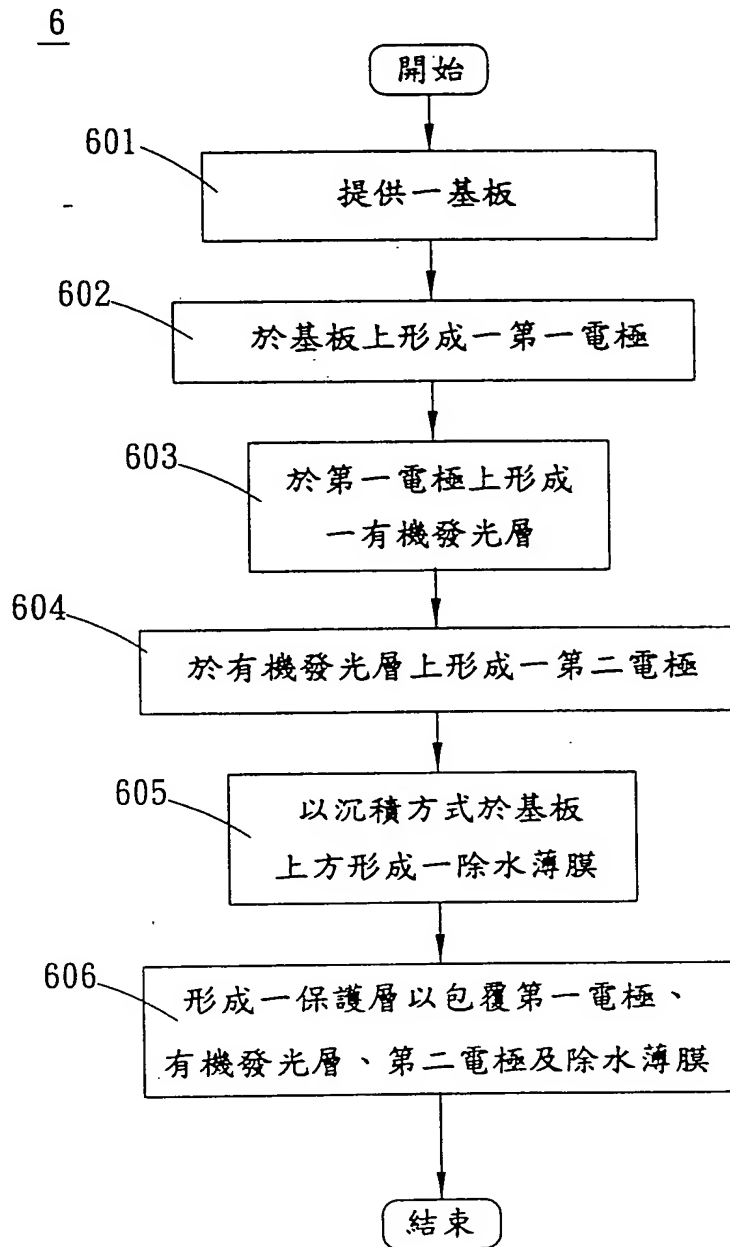 6
開始
601
提供一基板
602
於基板上形成一第一電極
603
於第一電極上形成
一有機發光層
604
於有機發光層上形成一第二電極
605
以沉積方式於基板
上方形成一除水薄膜
606
形成一保護層以包覆第一電極、
有機發光層、第二電極及除水薄膜
結束